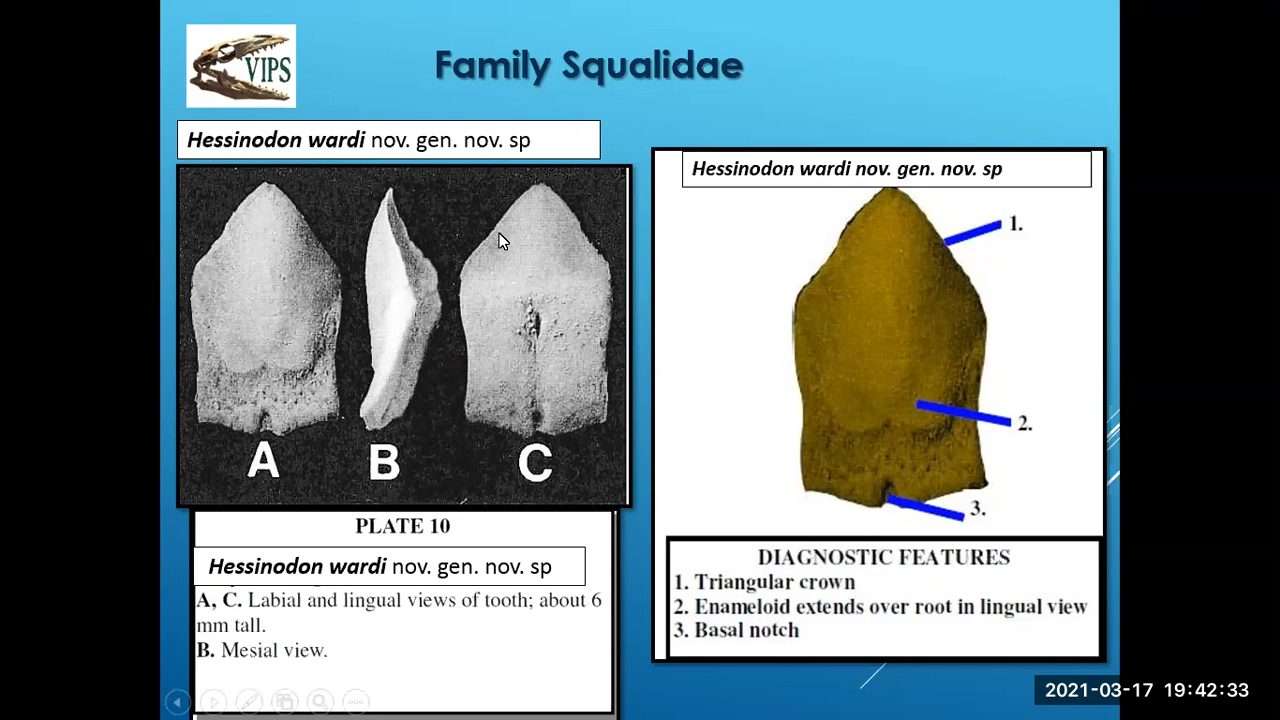 VIPS
Family Squalidae
Hessinodon wardi nov. gen. nov. sp
A B C
PLATE 10
Hessinodon wardi nov. gen. nov. sp
A, C. Labial and lingual views of tooth; about 6
mm tall.
B. Mesial view.
Hessinodon wardi nov. gen. nov. sp
1.
2.
3.
DIAGNOSTIC FEATURES
1. Triangular crown
2. Enameloid extends over root in lingual view
3. Basal notch
2021-03-17 19:42:33